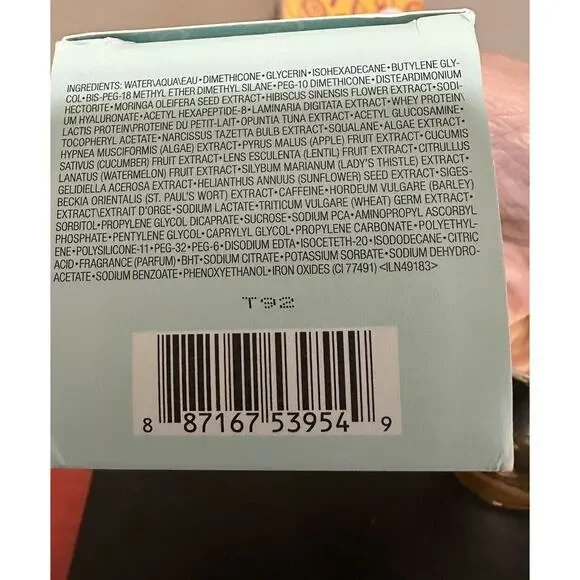 INGREDIENTS: WATER\AQUA\EAU•DIMETHICONE•GLYCERIN•ISOHEXADECANE•BUTYLENE GLY-
COL•BIS-PEG-18 METHYL ETHER DIMETHYL SILANE•PEG-10 DIMETHICONE•DISTEARDIMONIUM
HECTORITE•MORINGA OLEIFERA SEED EXTRACT•HIBISCUS SINENSIS FLOWER EXTRACT•SODI-
UM HYALURONATE•ACETYL HEXAPEPTIDE-8•LAMINARIA DIGITATA EXTRACT•WHEY PROTEIN\
LACTIS PROTEIN\PROTEINE DU PETIT-LAIT•OPUNTIA TUNA EXTRACT•ACETYL GLUCOSAMINE•
TOCOPHERYL ACETATE•NARCISSUS TAZETTA BULB EXTRACT•SQUALANE•ALGAE EXTRACT•
HYPNEA MUSCIFORMIS (ALGAE) EXTRACT•PYRUS MALUS (APPLE) FRUIT EXTRACT•CUCUMIS
SATIVUS (CUCUMBER) FRUIT EXTRACT•LENS ESCULENTA (LENTIL) FRUIT EXTRACT•CITRULLUS
LANATUS (WATERMELON) FRUIT EXTRACT•SILYBUM MARIANUM (LADY'S THISTLE) EXTRACT•
GELIDIELLA ACEROSA EXTRACT•HELIANTHUS ANNUUS (SUNFLOWER) SEED EXTRACT•SIGES-
BECKIA ORIENTALIS (ST. PAUL'S WORT) EXTRACT•CAFFEINE•HORDEUM VULGARE (BARLEY)
EXTRACT\EXTRAIT D'ORGE•SODIUM LACTATE•TRITICUM VULGARE (WHEAT) GERM EXTRACT•
SORBITOL•PROPYLENE GLYCOL DICAPRYLATE•SUCROSE•SODIUM PCA•AMINOPROPYL ASCORBYL
PHOSPHATE•PENTYLENE GLYCOL•CAPRYLYL GLYCOL•PROPYLENE CARBONATE•POLYETHYL-
ENE•POLYSILICONE-11•PEG-32•PEG-6•DISODIUM EDTA•ISOCETETH-20•ISODODECANE•CITRIC
ACID•FRAGRANCE (PARFUM)•BHT•SODIUM CITRATE•POTASSIUM SORBATE•SODIUM DEHYDRO-
ACETATE•SODIUM BENZOATE•PHENOXYETHANOL•IRON OXIDES (CI 77491) <ILN49183>
T92
8 87167 53954 9